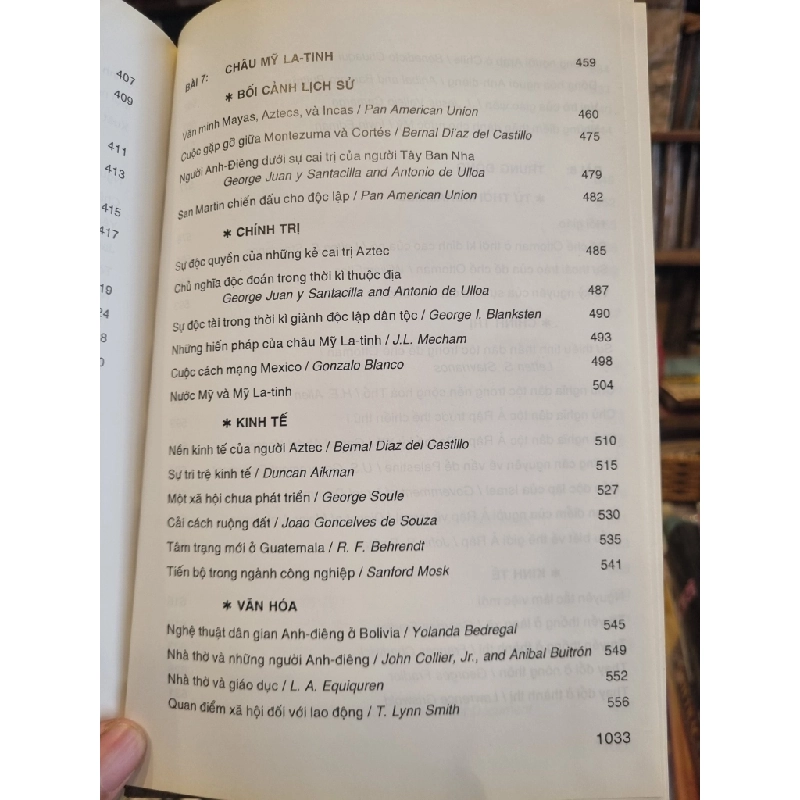 407
409
411
413
415
417
19
24
8
0
BÀI 7: CHÂU MỸ LA-TINH 459
∗ BỐI CẢNH LỊCH SỬ
Văn minh Mayas, Aztecs, và Incas / Pan American Union 460
Cuộc gặp gỡ giữa Montezuma và Cortés / Bernal Díaz del Castillo 475
Người Anh-Điêng dưới sự cai trị của người Tây Ban Nha
George Juan y Santacilla and Antonio de Ulloa 479
San Martin chiến đấu cho độc lập / Pan American Union 482
∗ CHÍNH TRỊ
Sự độc quyền của những kẻ cai trị Aztec 485
Chủ nghĩa độc đoán trong thời kì thuộc địa
George Juan y Santacilla and Antonio de Ulloa 487
Sự độc tài trong thời kì giành độc lập dân tộc / George I. Blanksten 490
Những hiến pháp của châu Mỹ La-tinh / J.L. Mecham 493
Cuộc cách mạng Mexico / Gonzalo Blanco 498
Nước Mỹ và Mỹ La-tinh 504
∗ KINH TẾ
Nền kinh tế của người Aztec / Bernal Diaz del Castillo 510
Sự trì trệ kinh tế / Duncan Aikman 515
Một xã hội chưa phát triển / George Soule 527
Cải cách ruộng đất / Joao Goncelves de Souza 530
Tâm trạng mới ở Guatemala / R. F. Behrendt 535
Tiến bộ trong ngành công nghiệp / Sanford Mosk 541
∗ VĂN HÓA
Nghệ thuật dân gian Anh-điêng ở Bolivia / Yolanda Bedregal 545
Nhà thờ và những người Anh-điêng / John Collier, Jr., and Anibal Buitrón 549
Nhà thờ và giáo dục / L. A. Equiquren 552
Quan điểm xã hội đối với lao động / T. Lynn Smith 556
1033